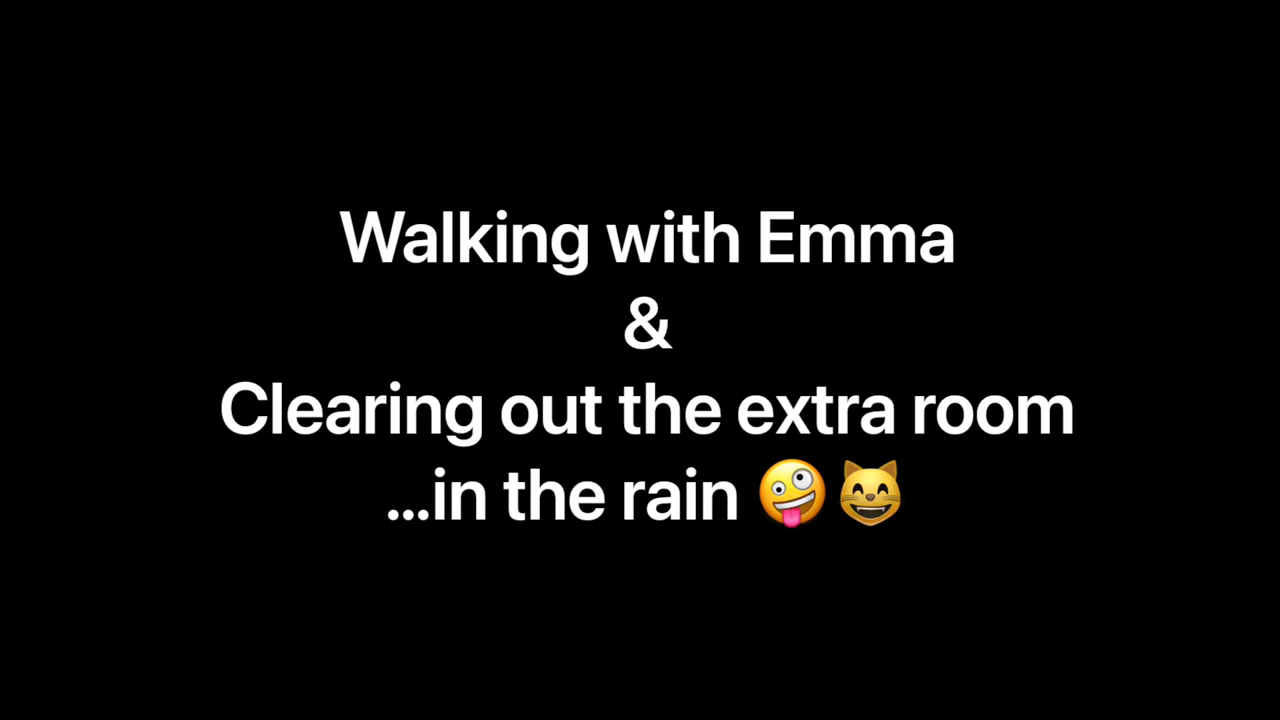 Walking with Emma
&
Clearing out the extra room
...in the rain 🤪😸